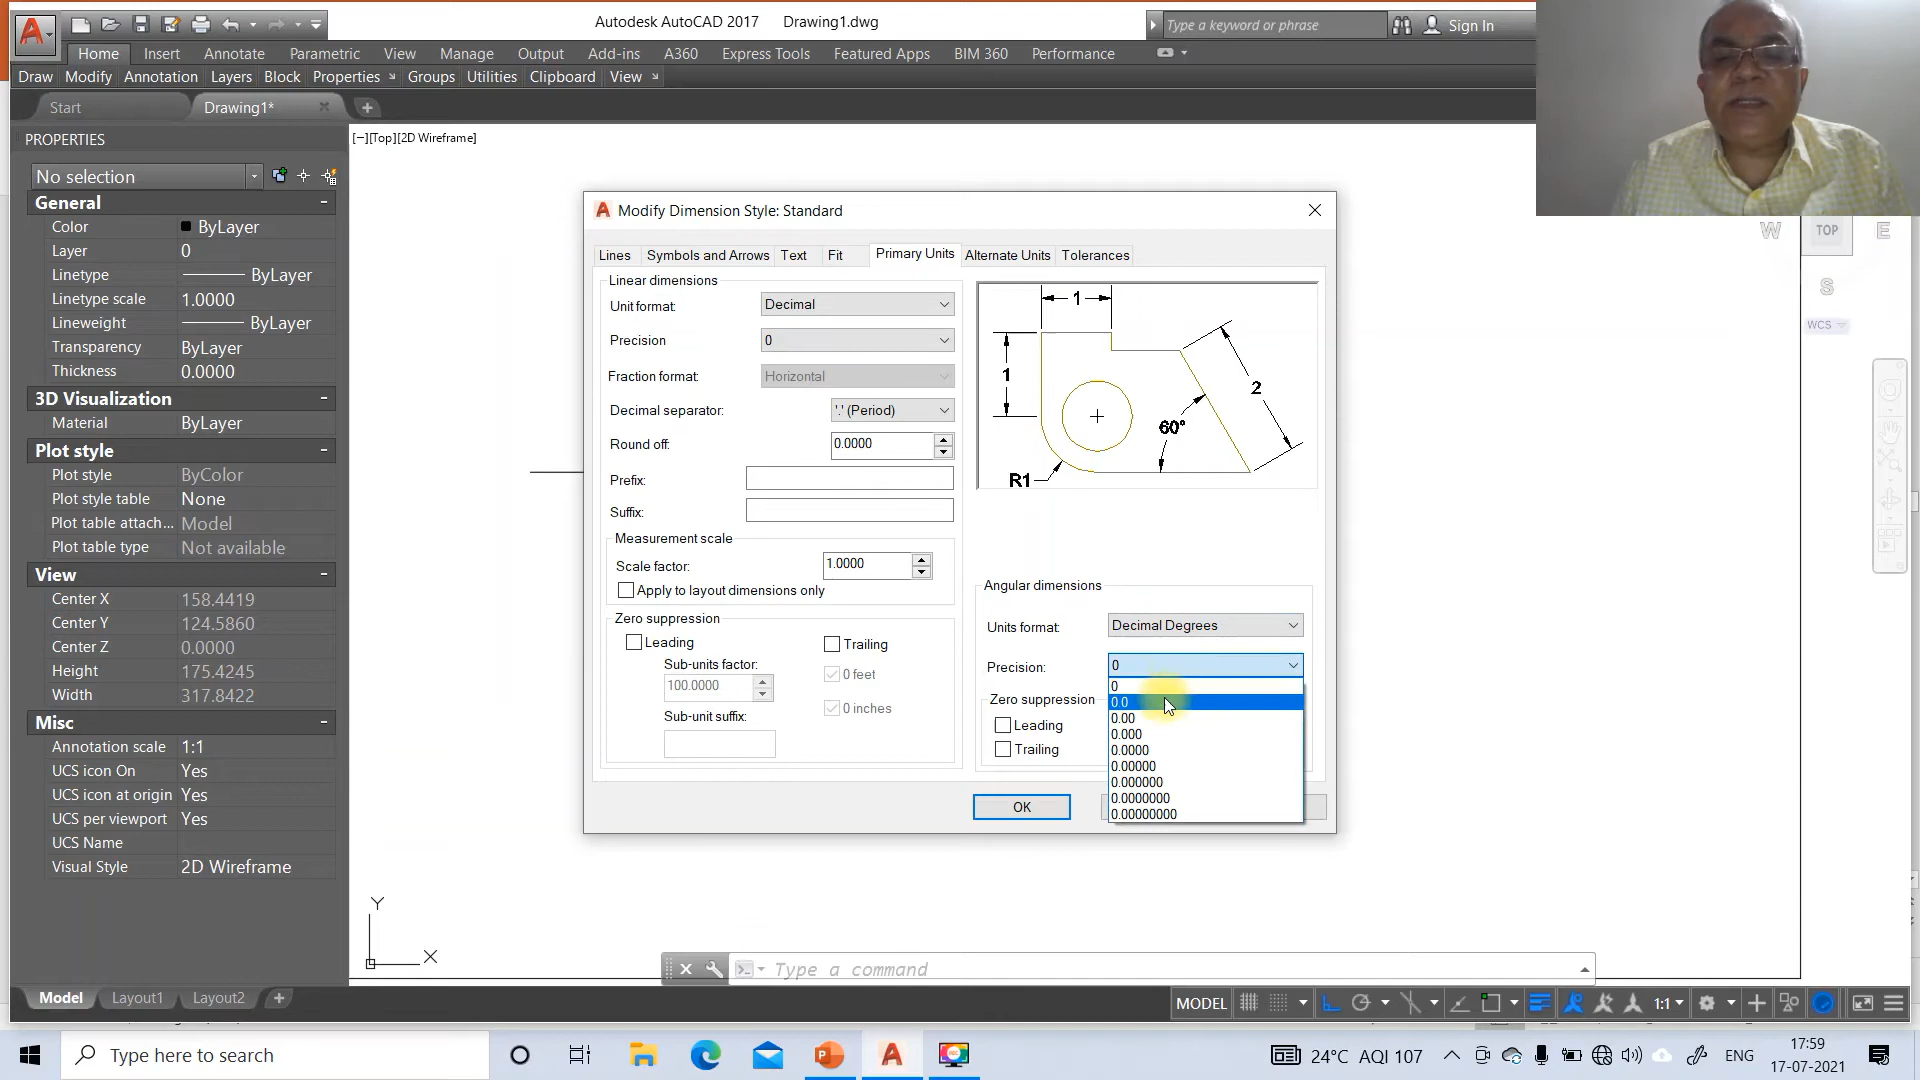 Autodesk AutoCAD 2017 Drawing1.dwg
Type a keyword or phrase
Sign In
Home Insert Annotate Parametric View Manage Output Add-ins A360 Express Tools Featured Apps BIM 360 Performance
Draw Modify Annotation Layers Block Properties Groups Utilities Clipboard View
Start Drawing1*
PROPERTIES
[−][Top][2D Wireframe]
No selection
General
Color ByLayer
Layer 0
Linetype ByLayer
Linetype scale 1.0000
Lineweight ByLayer
Transparency ByLayer
Thickness 0.0000
3D Visualization
Material ByLayer
Plot style
Plot style ByColor
Plot style table None
Plot table attach... Model
Plot table type Not available
View
Center X 158.4419
Center Y 124.5860
Center Z 0.0000
Height 175.4245
Width 317.8422
Misc
Annotation scale 1:1
UCS icon On Yes
UCS icon at origin Yes
UCS per viewport Yes
UCS Name
Visual Style 2D Wireframe
Modify Dimension Style: Standard
Lines Symbols and Arrows Text Fit Primary Units Alternate Units Tolerances
Linear dimensions
Unit format: Decimal
Precision 0
Fraction format: Horizontal
Decimal separator: '.' (Period)
Round off: 0.0000
Prefix:
Suffix:
Measurement scale
Scale factor: 1.0000
Apply to layout dimensions only
Zero suppression
Leading
Trailing
Sub-units factor:
0 feet
100.0000
Sub-unit suffix:
0 inches
1
1
2
60°
R1
Angular dimensions
Units format: Decimal Degrees
Precision: 0
Zero suppression
Leading
Trailing
0
0.0
0.00
0.000
0.0000
0.00000
0.000000
0.0000000
0.00000000
OK
W TOP E
S
WCS
Y
X
Type a command
Model Layout1 Layout2
MODEL 1:1
Type here to search
24°C AQI 107
ENG
17:59
17-07-2021